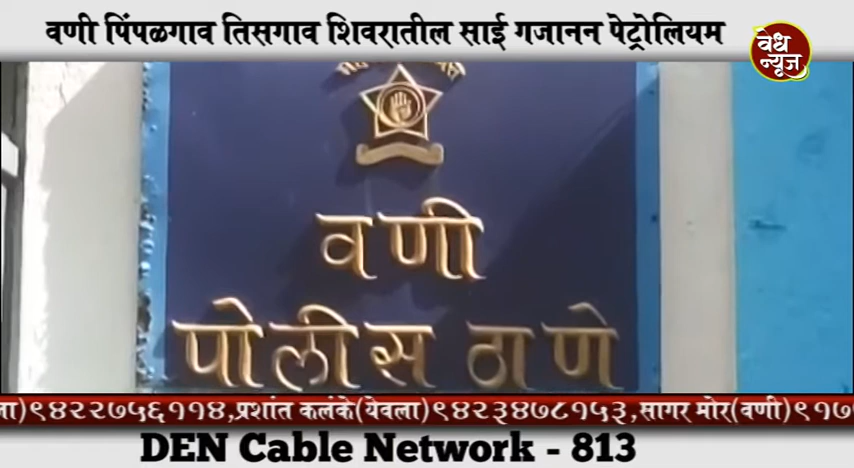 वणी पिंपळगाव तिसगाव शिवरातील साई गजानन पेट्रोलियम
वेध
न्यूज
वणी
पोलीस ठाणे
ला)९४२२७५६११४,प्रशांत कलंके(येवला)९४२३४७८१५३,सागर मोर(वणी)९१७
DEN Cable Network - 813